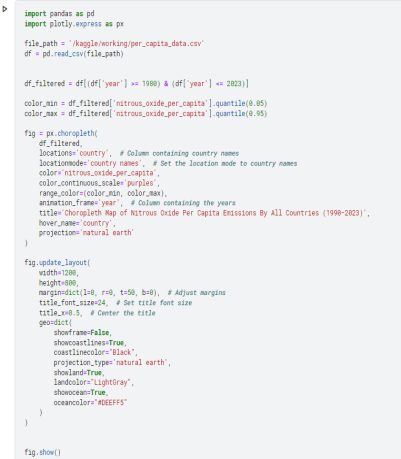 import pandas as pd
import plotly.express as px
file_path = '/kaggle/working/per_capita_data.csv'
df = pd.read_csv(file_path)
df_filtered = df[(df['year'] >= 1980) & (df['year'] <= 2023)]
color_min = df_filtered['nitrous_oxide_per_capita'].quantile(0.05)
color_max = df_filtered['nitrous_oxide_per_capita'].quantile(0.95)
fig = px.choropleth(
df_filtered,
locations='country',  # Column containing country names
locationmode='country names',  # Set the location mode to country names
color='nitrous_oxide_per_capita',
color_continuous_scale='purples',
range_color=(color_min, color_max),
animation_frame='year',  # Column containing the years
title='Choropleth Map of Nitrous Oxide Per Capita Emissions By All Countries (1990-2023)',
hover_name='country',
projection='natural earth'
)
fig.update_layout(
width=1200,
height=800,
margin=dict(l=0, r=0, t=50, b=0),  # Adjust margins
title_font_size=24,  # Set title font size
title_x=0.5,  # Center the title
geo=dict(
showframe=False,
showcoastlines=True,
coastlinecolor="Black",
projection_type='natural earth',
showland=True,
landcolor="LightGray",
showocean=True,
oceancolor="#DEEFF5"
)
)
fig.show()